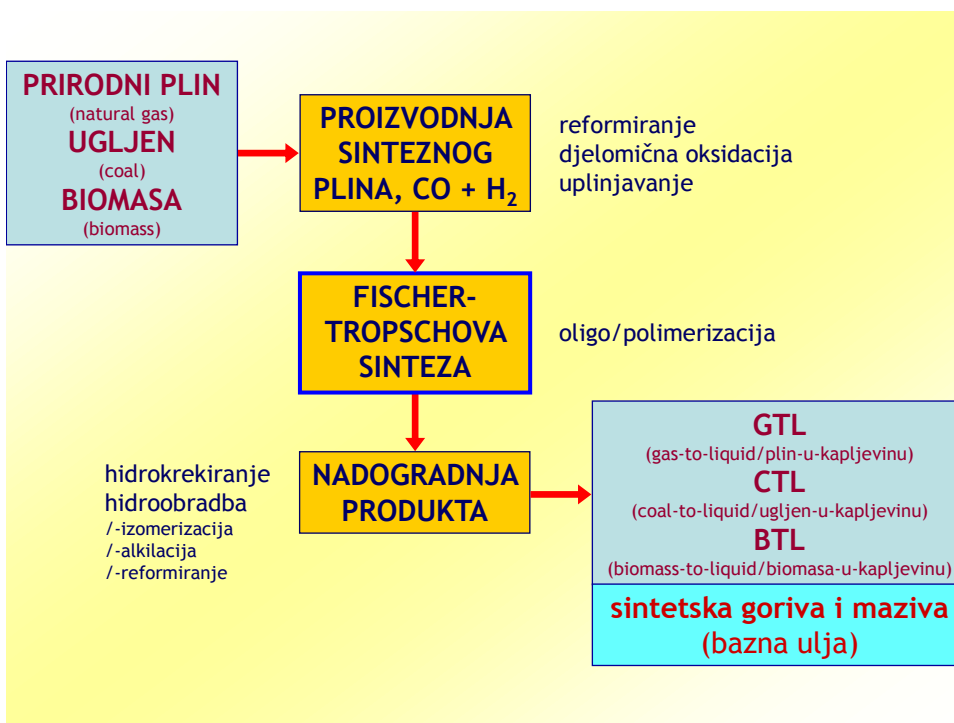 PRIRODNI PLIN
(natural gas)
UGLJEN
(coal)
BIOMASA
(biomass)
PROIZVODNJA
SINTEZNOG
PLINA, CO + H₂
reformiranje
djelomična oksidacija
uplinjavanje
FISCHER-
TROPSCHOVA
SINTEZA
oligo/polimerizacija
hidrokrekiranje
hidroobradba
/-izomerizacija
/-alkilacija
/-reformiranje
NADOGRADNJA
PRODUKTA
GTL
(gas-to-liquid/plin-u-kapljevinu)
CTL
(coal-to-liquid/ugljen-u-kapljevinu)
BTL
(biomass-to-liquid/biomasa-u-kapljevinu)
sintetska goriva i maziva
(bazna ulja)